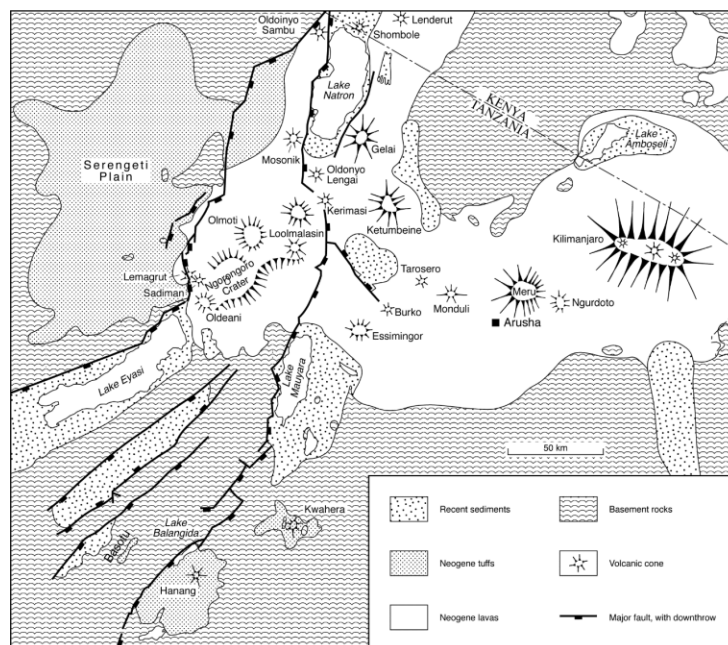 Oldoinyo
Sambu
Lenderut
Shombole
Lake
Natron
KENYA
TANZANIA
Lake
Amboseli
Serengeti
Plain
Mosonik
Gelai
Oldonyo
Lengai
Kerimasi
Olmoti
Loolmalasin
Ketumbeine
Kilimanjaro
Lemagrut
Ngorongoro
Crater
Sadiman
Tarosero
Meru
Oldeani
Burko
Monduli
Ngurdoto
Arusha
Essimingor
Lake Eyasi
Lake
Mauyara
50 km
Kwahera
Lake
Balangida
Basotu
Hanang
Recent sediments
Basement rocks
Neogene tuffs
Volcanic cone
Neogene lavas
Major fault, with downthrow